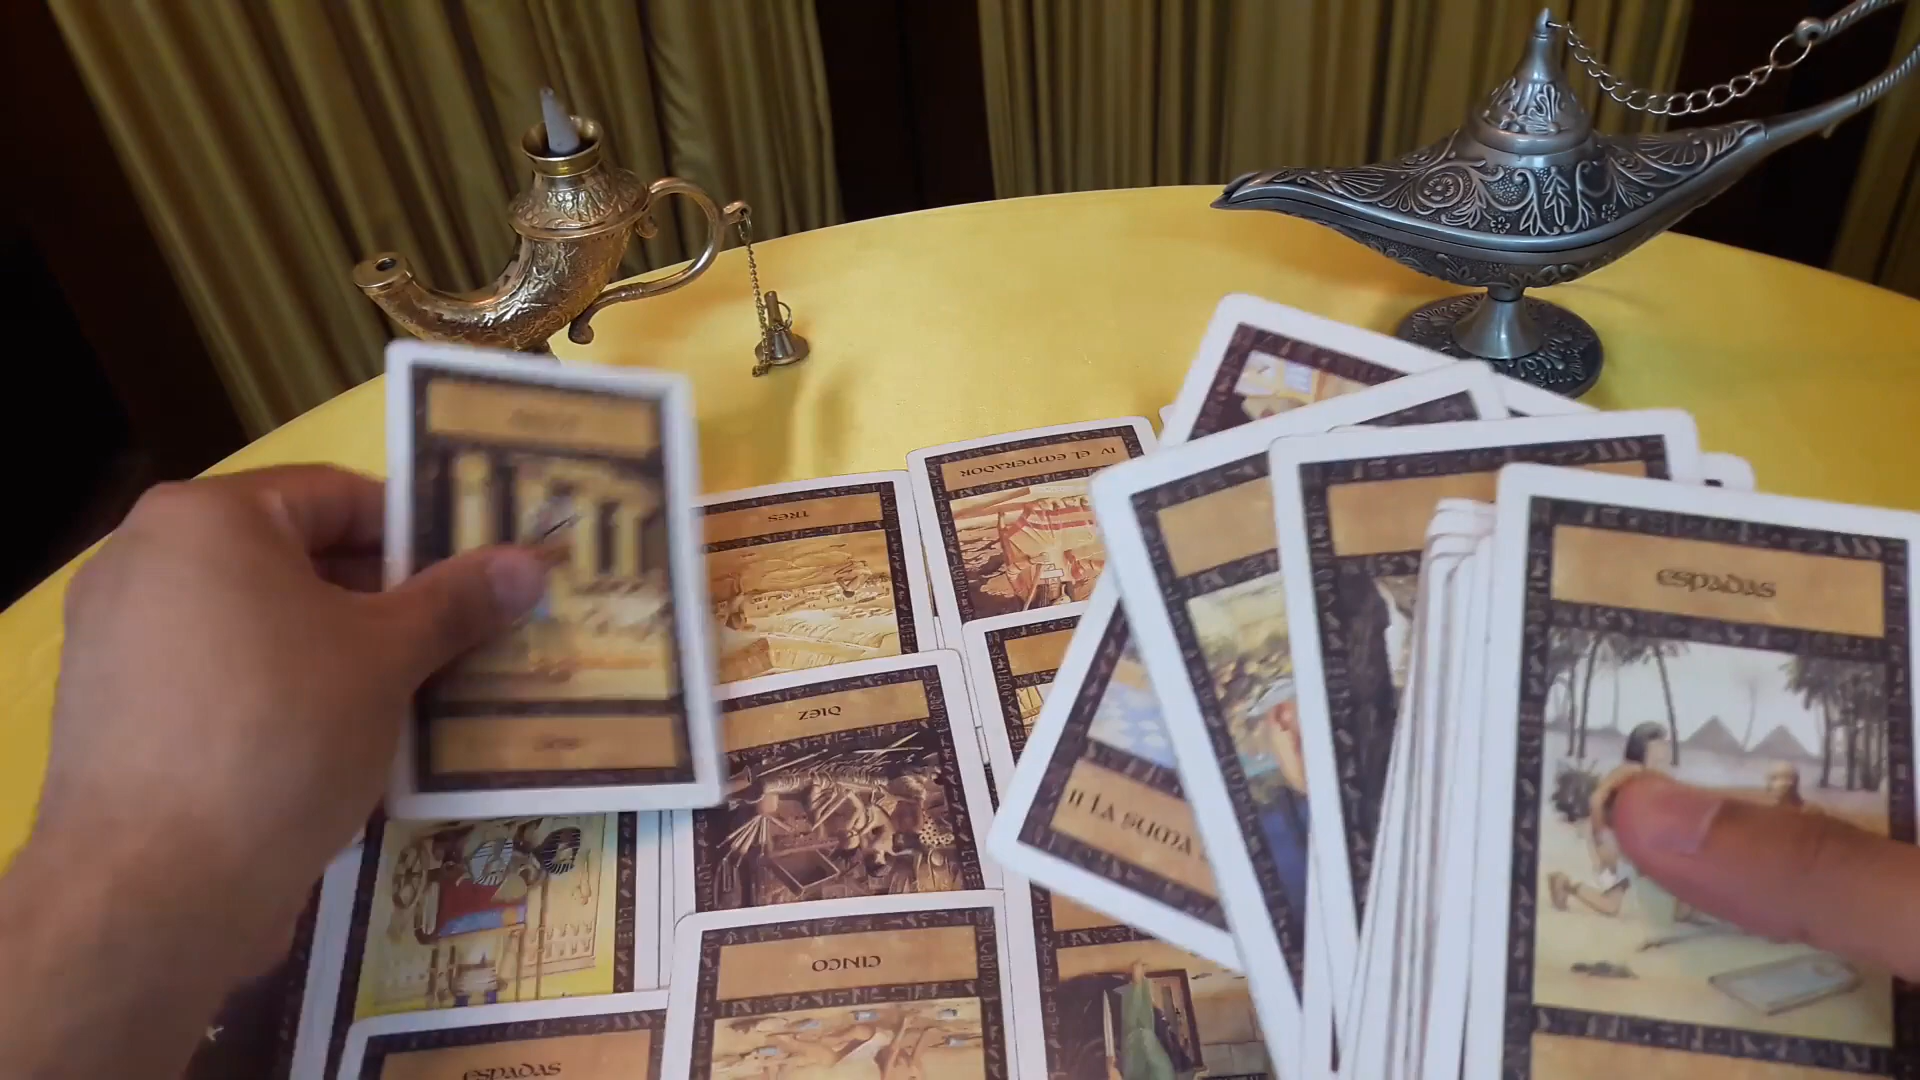 IV EL EMPERADOR
TRES
ESPADAS
DIEZ
II LA SUMA
CINCO
ESPADAS